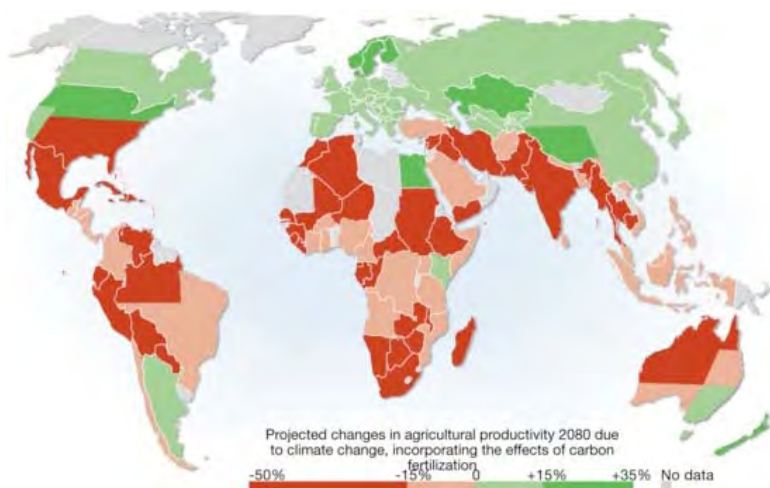 Projected changes in agricultural productivity 2080 due
to climate change, incorporating the effects of carbon
fertilization
-50% -15% 0 +15% +35% No data